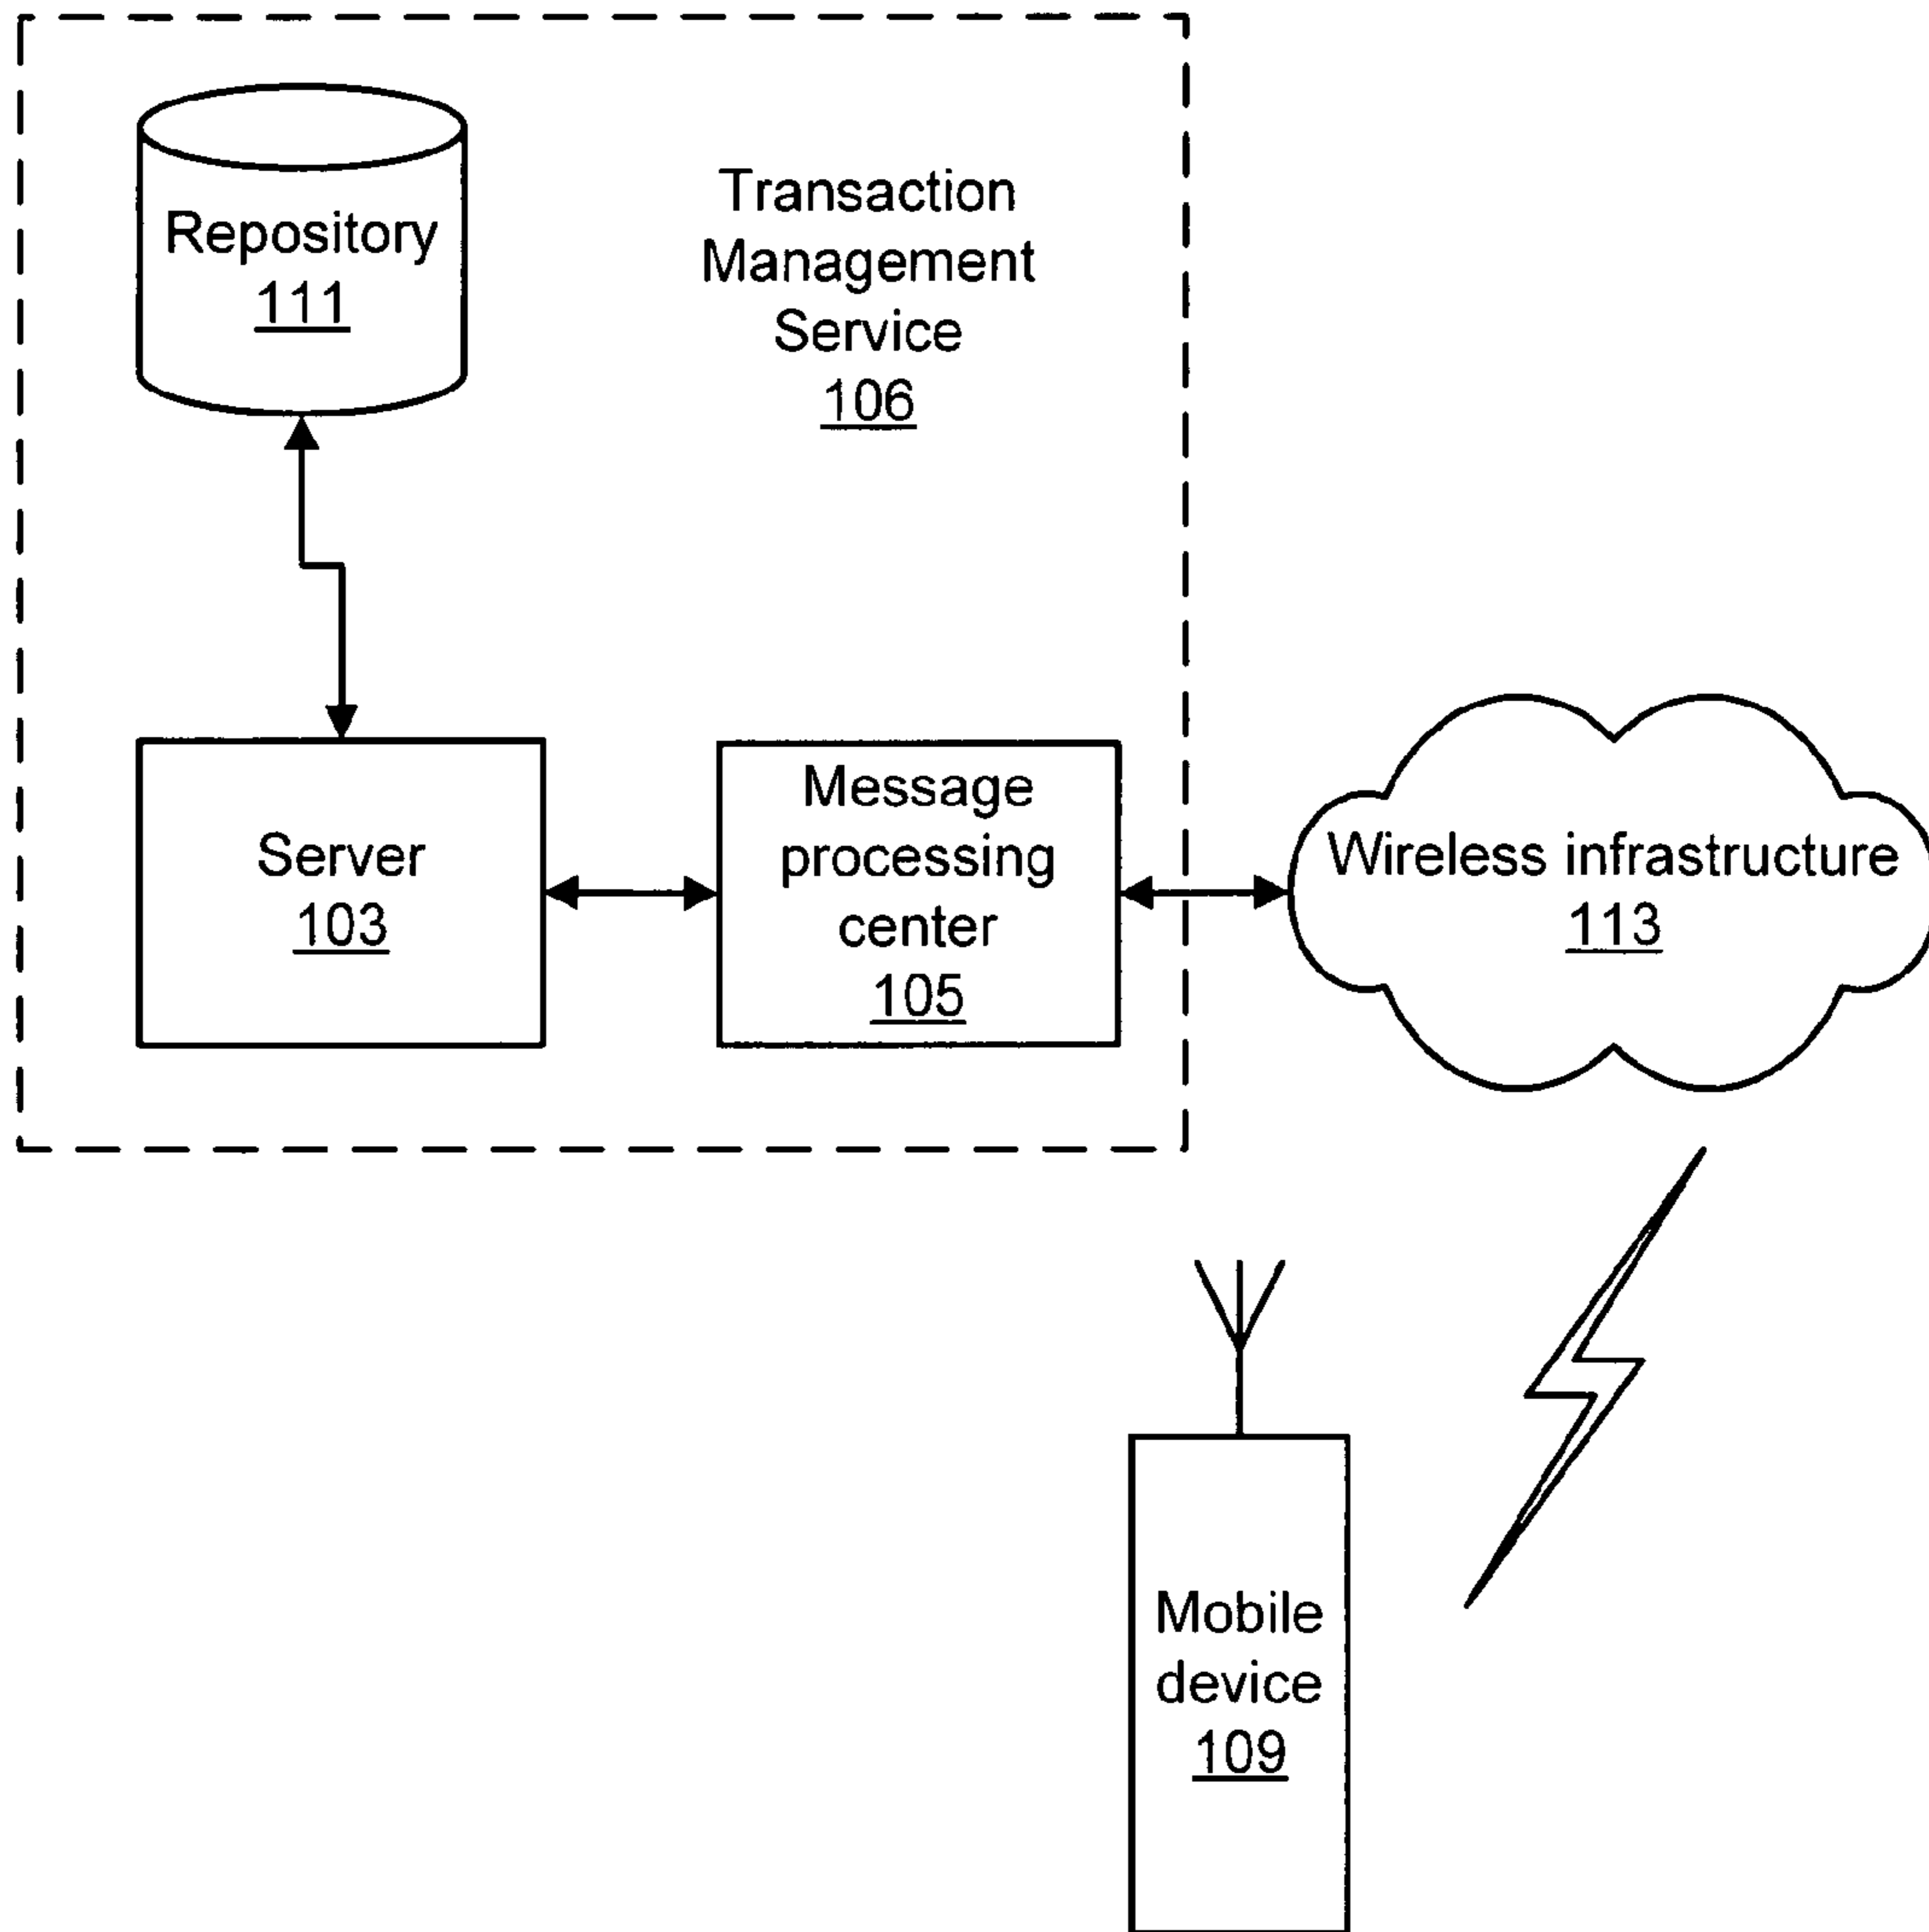 Repository
111
Transaction
Management
Service
106
Server
103
Message
processing
center
105
Wireless infrastructure
113
Mobile
device
109